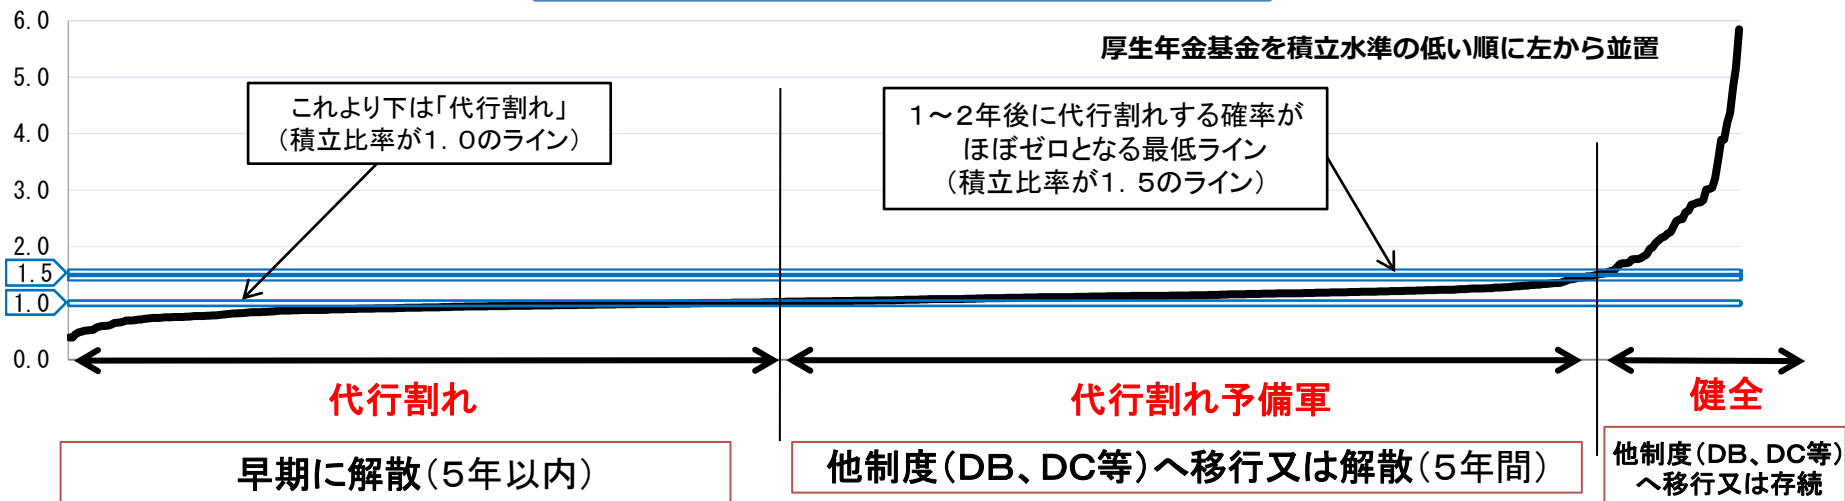 6.0
厚生年金基金を積立水準の低い順に左から並置
5.0
これより下は「代行割れ」
（積立比率が1.0のライン）
1～2年後に代行割れする確率が
ほぼゼロとなる最低ライン
（積立比率が1.5のライン）
4.0
3.0
2.0
1.5
1.0
0.0
代行割れ
代行割れ予備軍
健全
早期に解散（5年以内）
他制度（DB、DC等）へ移行又は解散（5年間）
他制度（DB、DC等）
へ移行又は存続